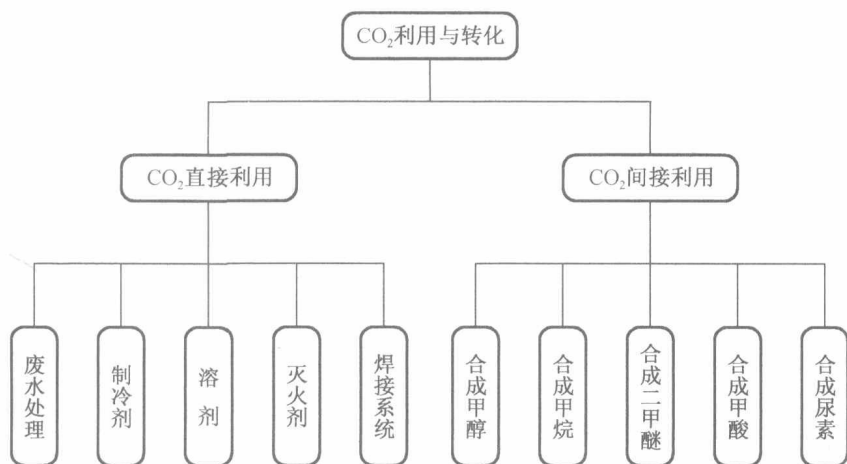 CO₂利用与转化
CO₂直接利用
CO₂间接利用
废水处理
制冷剂
溶剂
灭火剂
焊接系统
合成甲醇
合成甲烷
合成二甲醚
合成甲酸
合成尿素